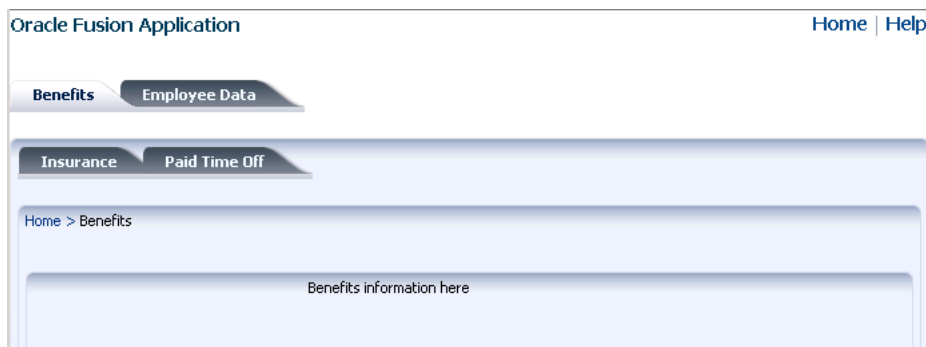 Oracle Fusion Application Home | Help
Benefits Employee Data
Insurance Paid Time Off
Home > Benefits
Benefits information here